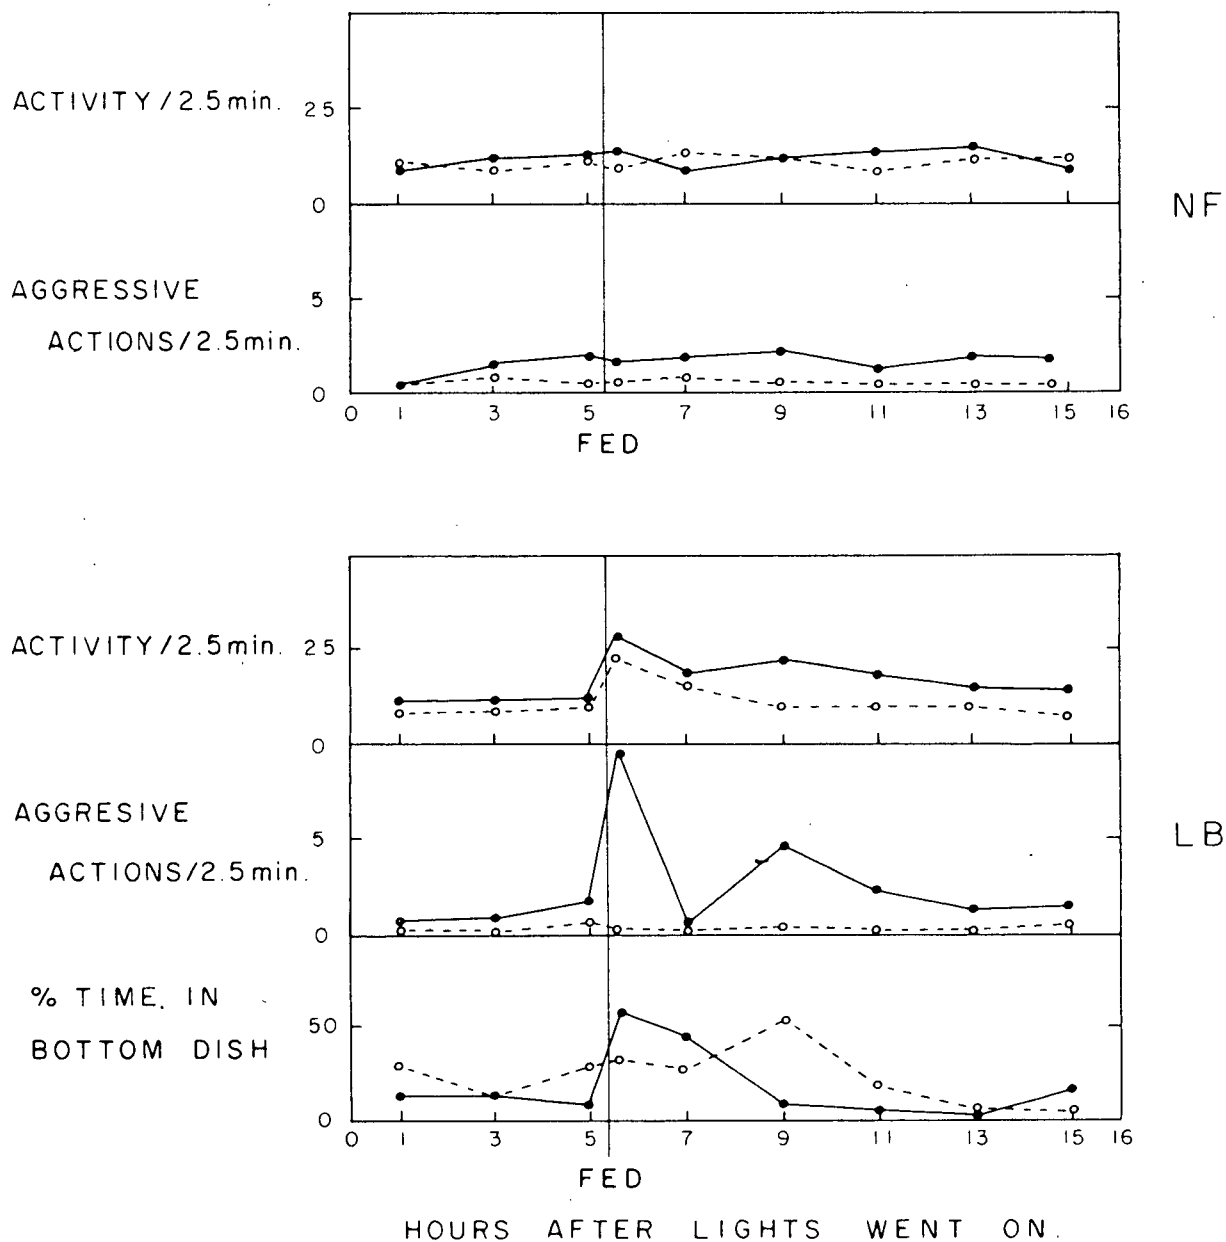 ACTIVITY/2.5min.
25
0
NF
AGGRESSIVE
ACTIONS/2.5min.
5
0
0 1 3 5 7 9 11 13 15 16
FED
ACTIVITY/2.5min.
25
0
AGGRESIVE
ACTIONS/2.5min.
5
0
LB
% TIME. IN
BOTTOM DISH
50
0
0 1 3 5 7 9 11 13 15 16
FED
HOURS AFTER LIGHTS WENT ON.